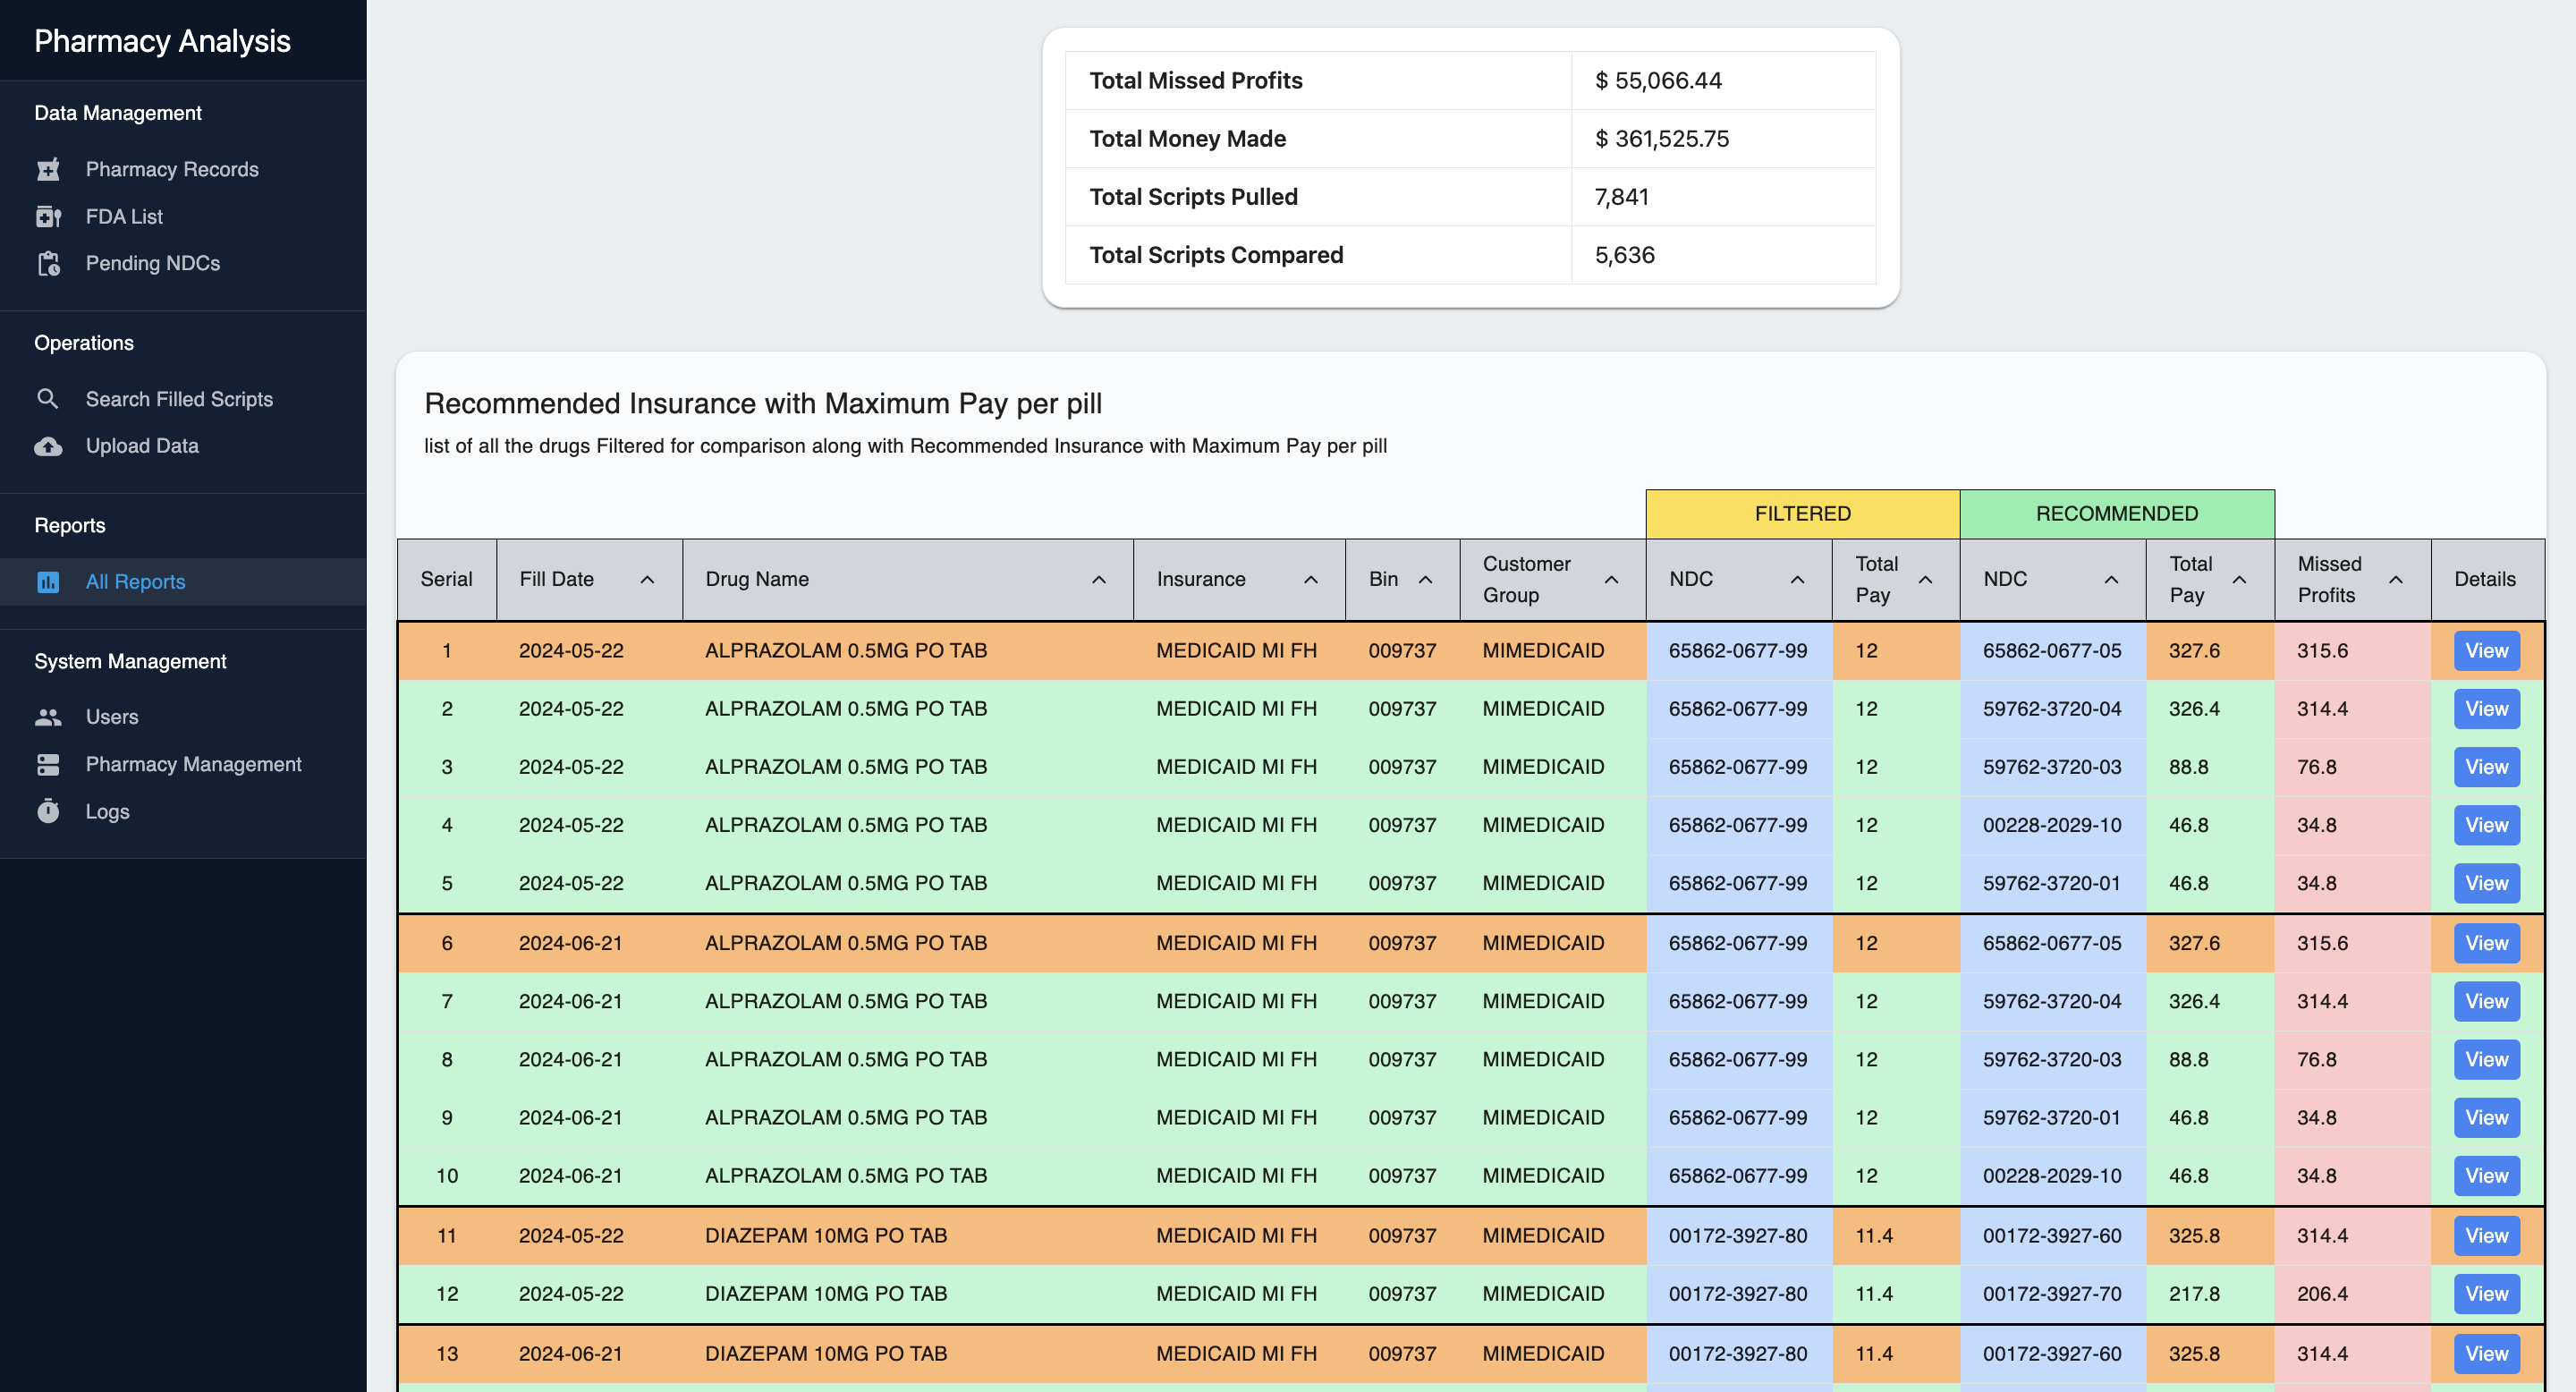 Pharmacy Analysis
Data Management
Pharmacy Records
FDA List
Pending NDCs
Operations
Search Filled Scripts
Upload Data
Reports
All Reports
System Management
Users
Pharmacy Management
Logs
Total Missed Profits $ 55,066.44
Total Money Made $ 361,525.75
Total Scripts Pulled 7,841
Total Scripts Compared 5,636
Recommended Insurance with Maximum Pay per pill
list of all the drugs Filtered for comparison along with Recommended Insurance with Maximum Pay per pill
FILTERED RECOMMENDED
Serial Fill Date Drug Name Insurance Bin Customer Group NDC Total Pay NDC Total Pay Missed Profits Details
1 2024-05-22 ALPRAZOLAM 0.5MG PO TAB MEDICAID MI FH 009737 MIMEDICAID 65862-0677-99 12 65862-0677-05 327.6 315.6 View
2 2024-05-22 ALPRAZOLAM 0.5MG PO TAB MEDICAID MI FH 009737 MIMEDICAID 65862-0677-99 12 59762-3720-04 326.4 314.4 View
3 2024-05-22 ALPRAZOLAM 0.5MG PO TAB MEDICAID MI FH 009737 MIMEDICAID 65862-0677-99 12 59762-3720-03 88.8 76.8 View
4 2024-05-22 ALPRAZOLAM 0.5MG PO TAB MEDICAID MI FH 009737 MIMEDICAID 65862-0677-99 12 00228-2029-10 46.8 34.8 View
5 2024-05-22 ALPRAZOLAM 0.5MG PO TAB MEDICAID MI FH 009737 MIMEDICAID 65862-0677-99 12 59762-3720-01 46.8 34.8 View
6 2024-06-21 ALPRAZOLAM 0.5MG PO TAB MEDICAID MI FH 009737 MIMEDICAID 65862-0677-99 12 65862-0677-05 327.6 315.6 View
7 2024-06-21 ALPRAZOLAM 0.5MG PO TAB MEDICAID MI FH 009737 MIMEDICAID 65862-0677-99 12 59762-3720-04 326.4 314.4 View
8 2024-06-21 ALPRAZOLAM 0.5MG PO TAB MEDICAID MI FH 009737 MIMEDICAID 65862-0677-99 12 59762-3720-03 88.8 76.8 View
9 2024-06-21 ALPRAZOLAM 0.5MG PO TAB MEDICAID MI FH 009737 MIMEDICAID 65862-0677-99 12 59762-3720-01 46.8 34.8 View
10 2024-06-21 ALPRAZOLAM 0.5MG PO TAB MEDICAID MI FH 009737 MIMEDICAID 65862-0677-99 12 00228-2029-10 46.8 34.8 View
11 2024-05-22 DIAZEPAM 10MG PO TAB MEDICAID MI FH 009737 MIMEDICAID 00172-3927-80 11.4 00172-3927-60 325.8 314.4 View
12 2024-05-22 DIAZEPAM 10MG PO TAB MEDICAID MI FH 009737 MIMEDICAID 00172-3927-80 11.4 00172-3927-70 217.8 206.4 View
13 2024-06-21 DIAZEPAM 10MG PO TAB MEDICAID MI FH 009737 MIMEDICAID 00172-3927-80 11.4 00172-3927-60 325.8 314.4 View